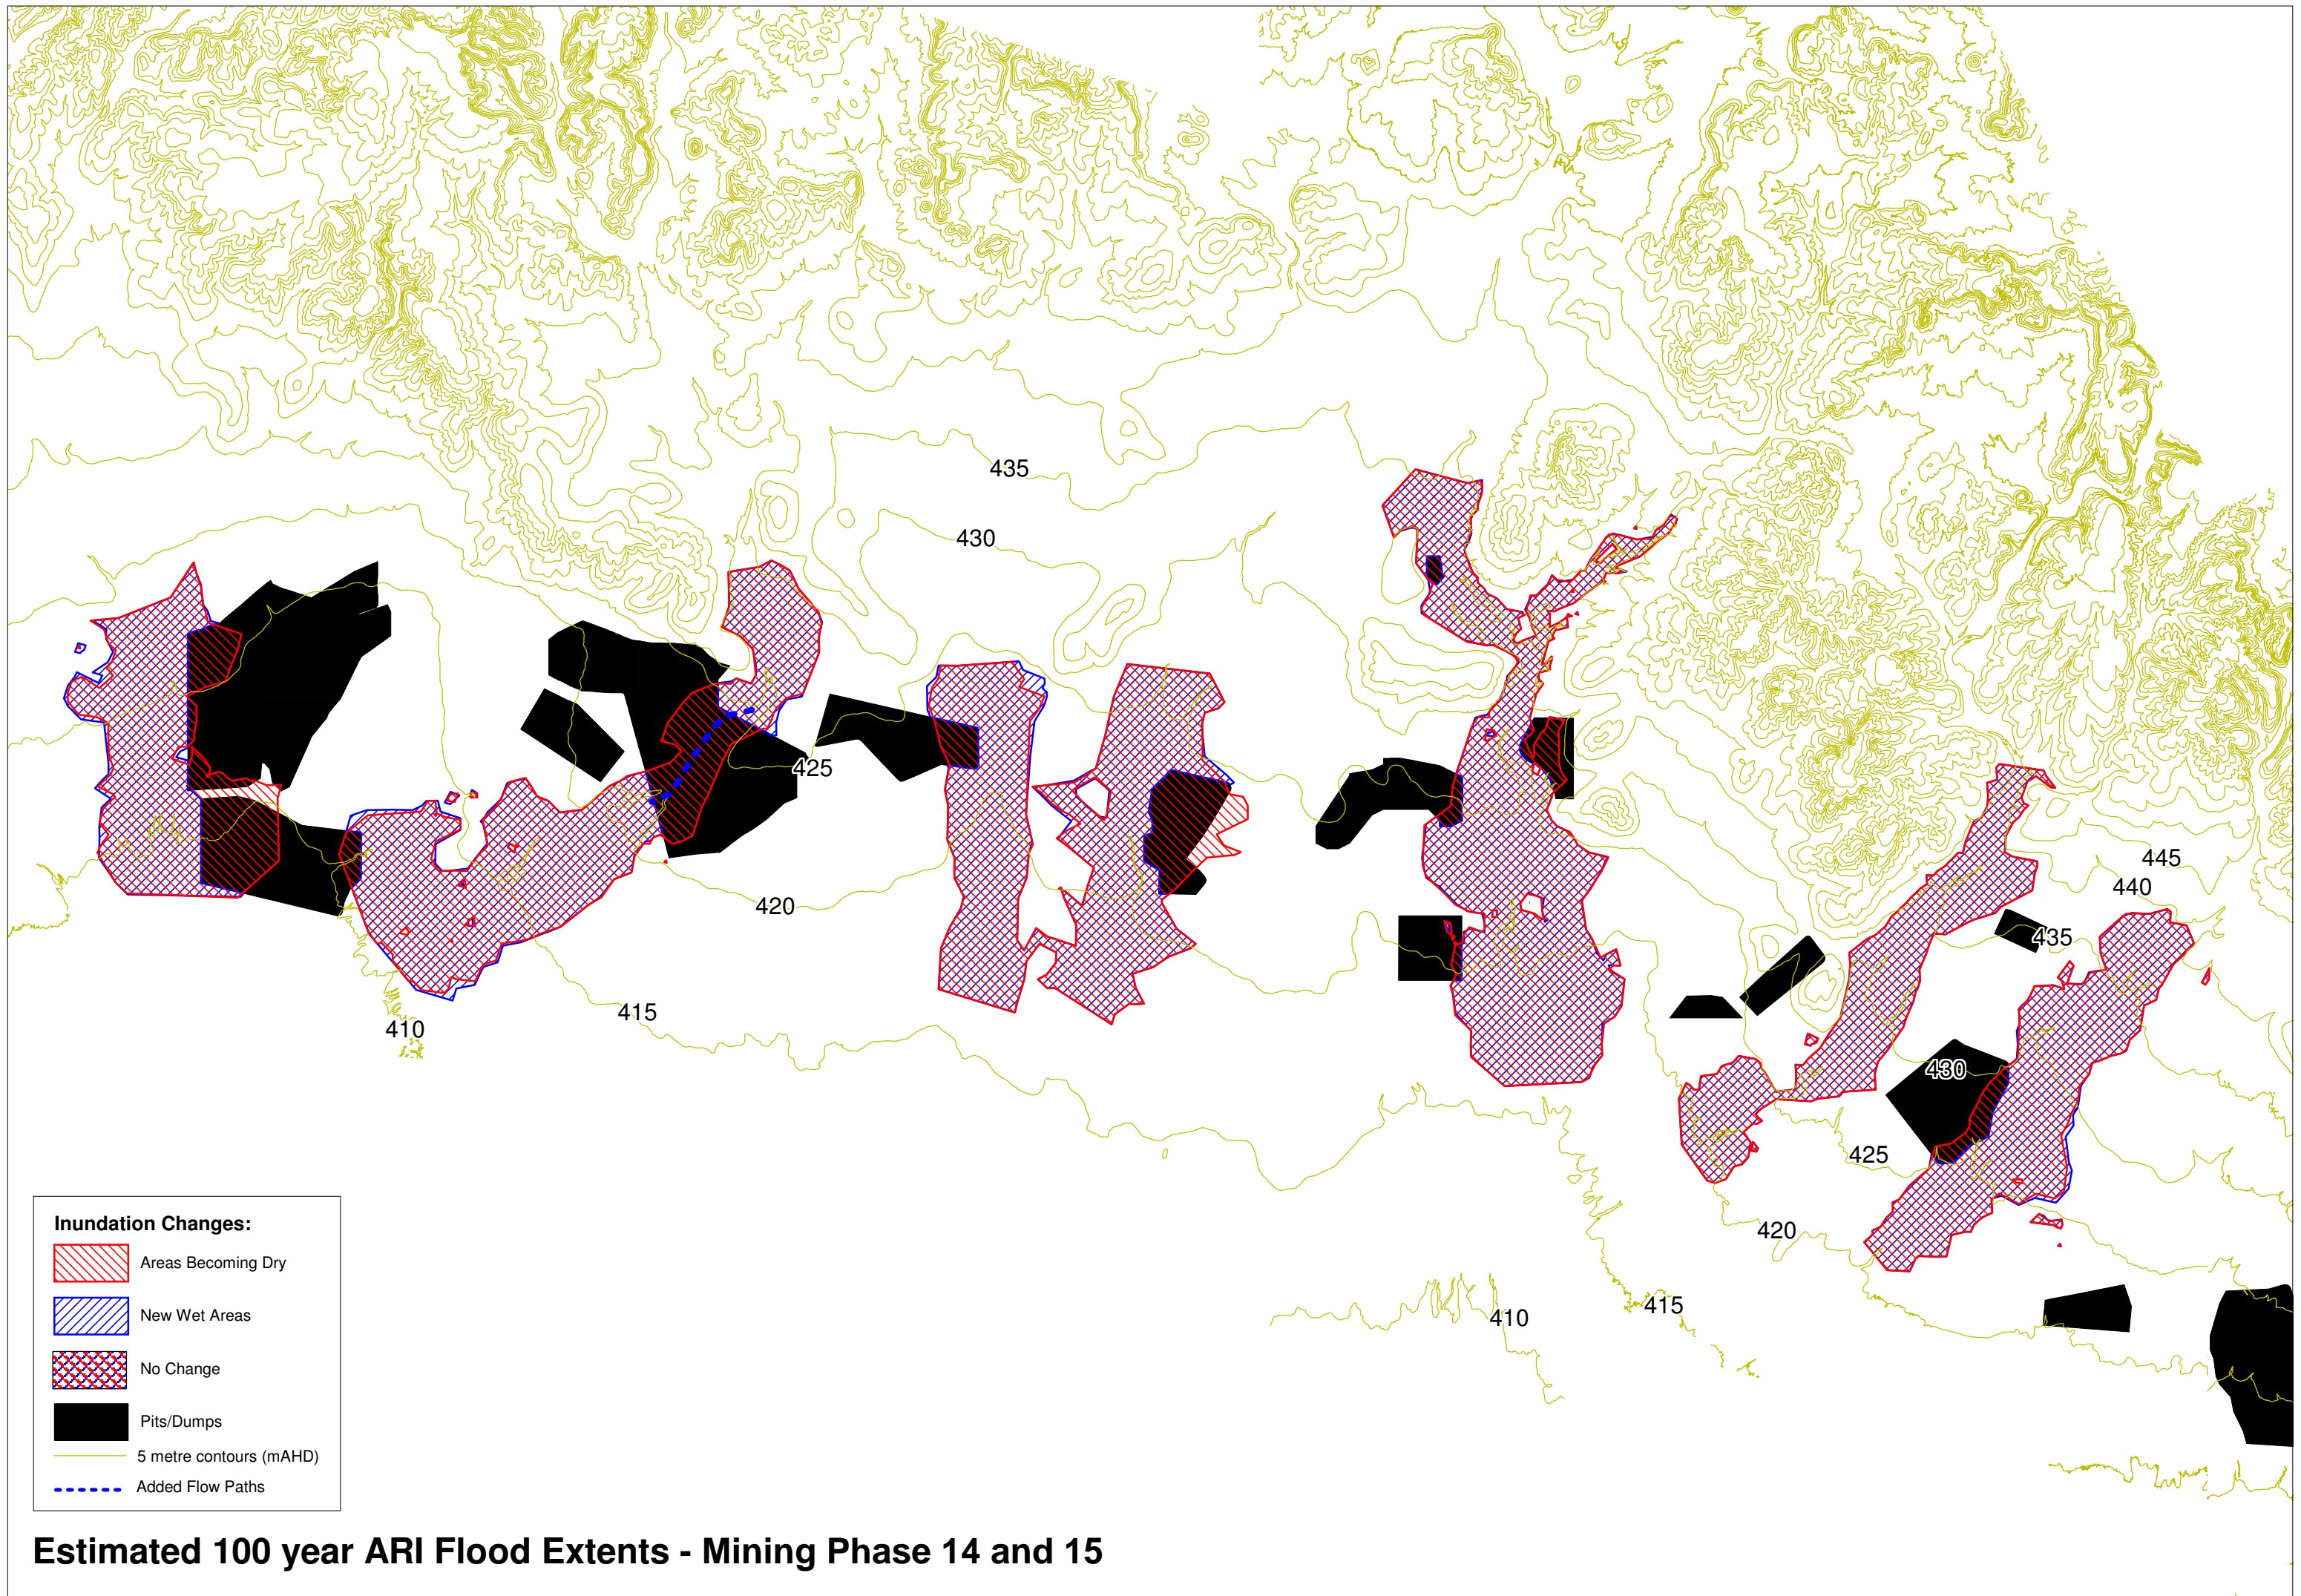 435
430
425
420
445
440
435
415
410
430
425
420
415
410
Inundation Changes:
Areas Becoming Dry
New Wet Areas
No Change
Pits/Dumps
5 metre contours (mAHD)
Added Flow Paths
Estimated 100 year ARI Flood Extents - Mining Phase 14 and 15